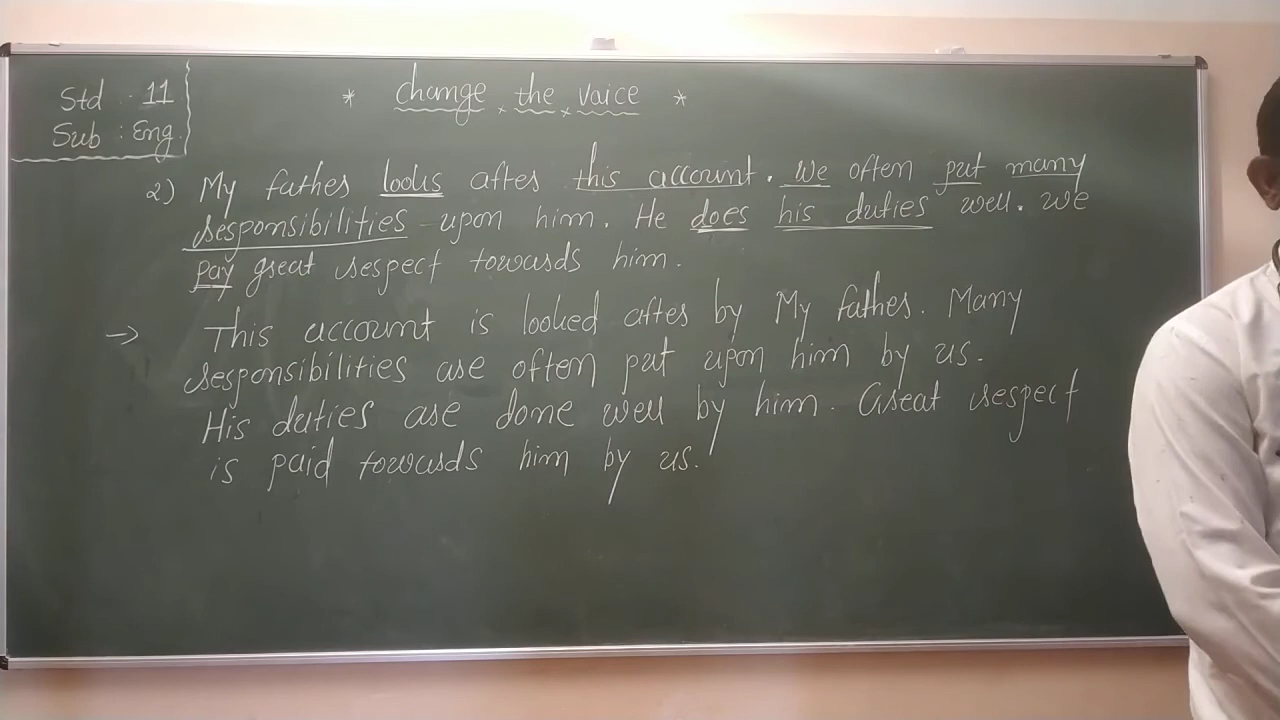 Std : 11
Sub : Eng.
* Change the vaice *
2) My father looks after this account. We often put many
responsibilities upon him. He does his duties well. we
pay great respect towards him.
→ This account is looked after by My father. Many
responsibilities are often put upon him by us.
His duties are done well by him. Great respect
is paid towards him by us.